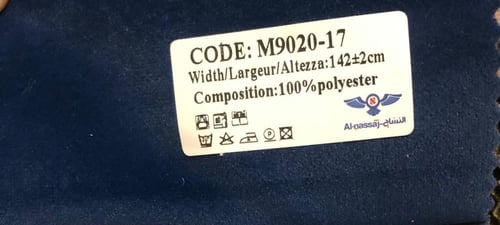 CODE: M9020-17
Width/Largeur/Altezza:142±2cm
Composition:100%polyester
Al-nassaj-النساج